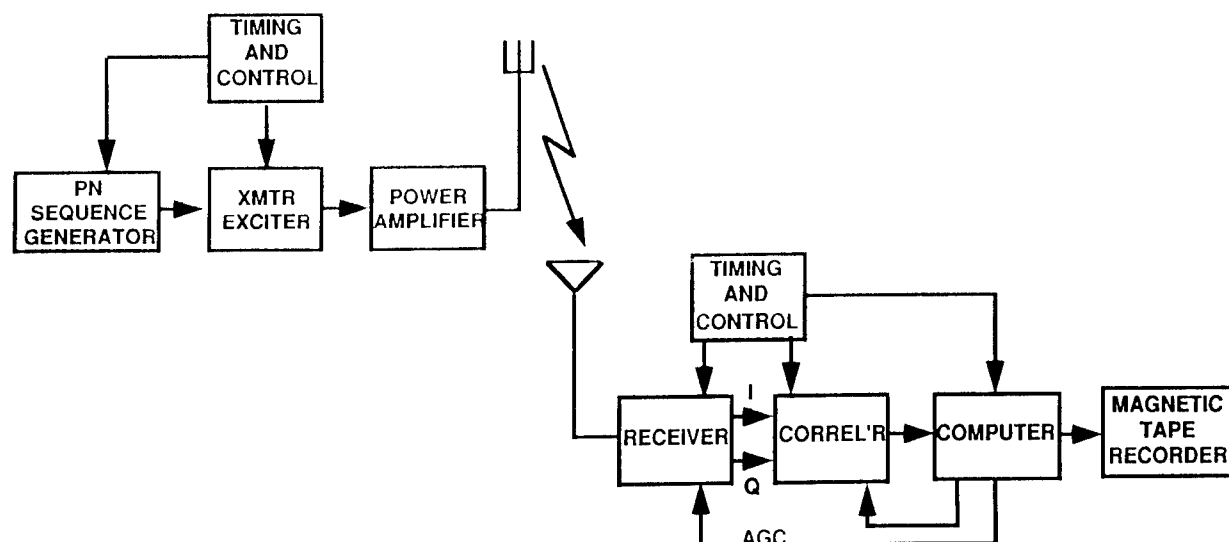 TIMING
AND
CONTROL
PN
SEQUENCE
GENERATOR
XMTR
EXCITER
POWER
AMPLIFIER
TIMING
AND
CONTROL
RECEIVER
I
Q
CORREL'R
COMPUTER
MAGNETIC
TAPE
RECORDER
AGC